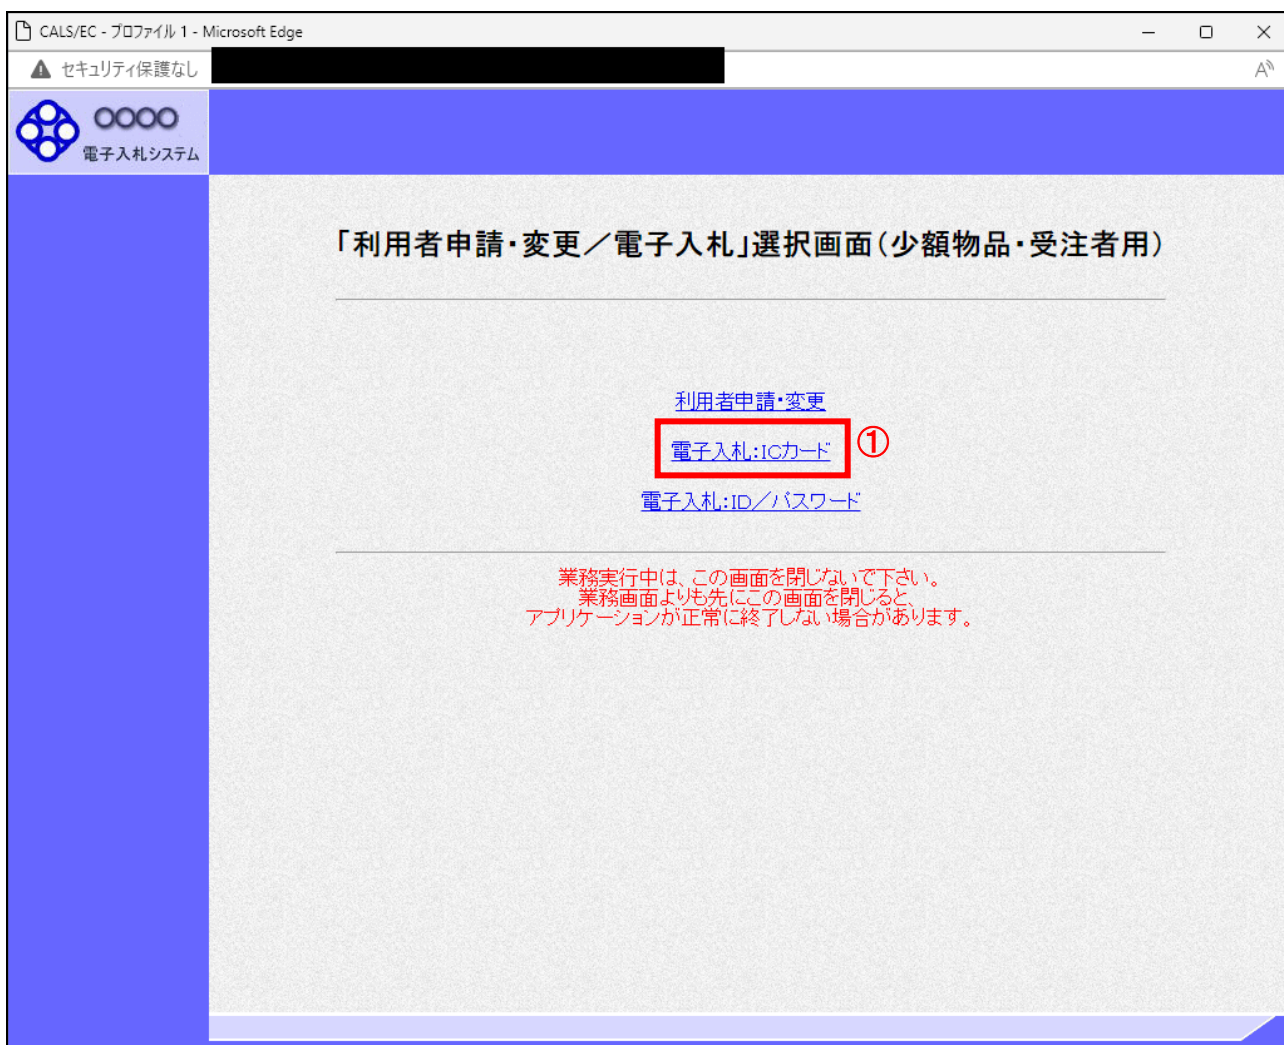 CALS/EC - プロファイル 1 - Microsoft Edge
セキュリティ保護なし
○○○○
電子入札システム
「利用者申請・変更／電子入札」選択画面（少額物品・受注者用）
利用者申請・変更
電子入札：ICカード
①
電子入札：ID／パスワード
業務実行中は、この画面を閉じないで下さい。
業務画面よりも先にこの画面を閉じると、
アプリケーションが正常に終了しない場合があります。